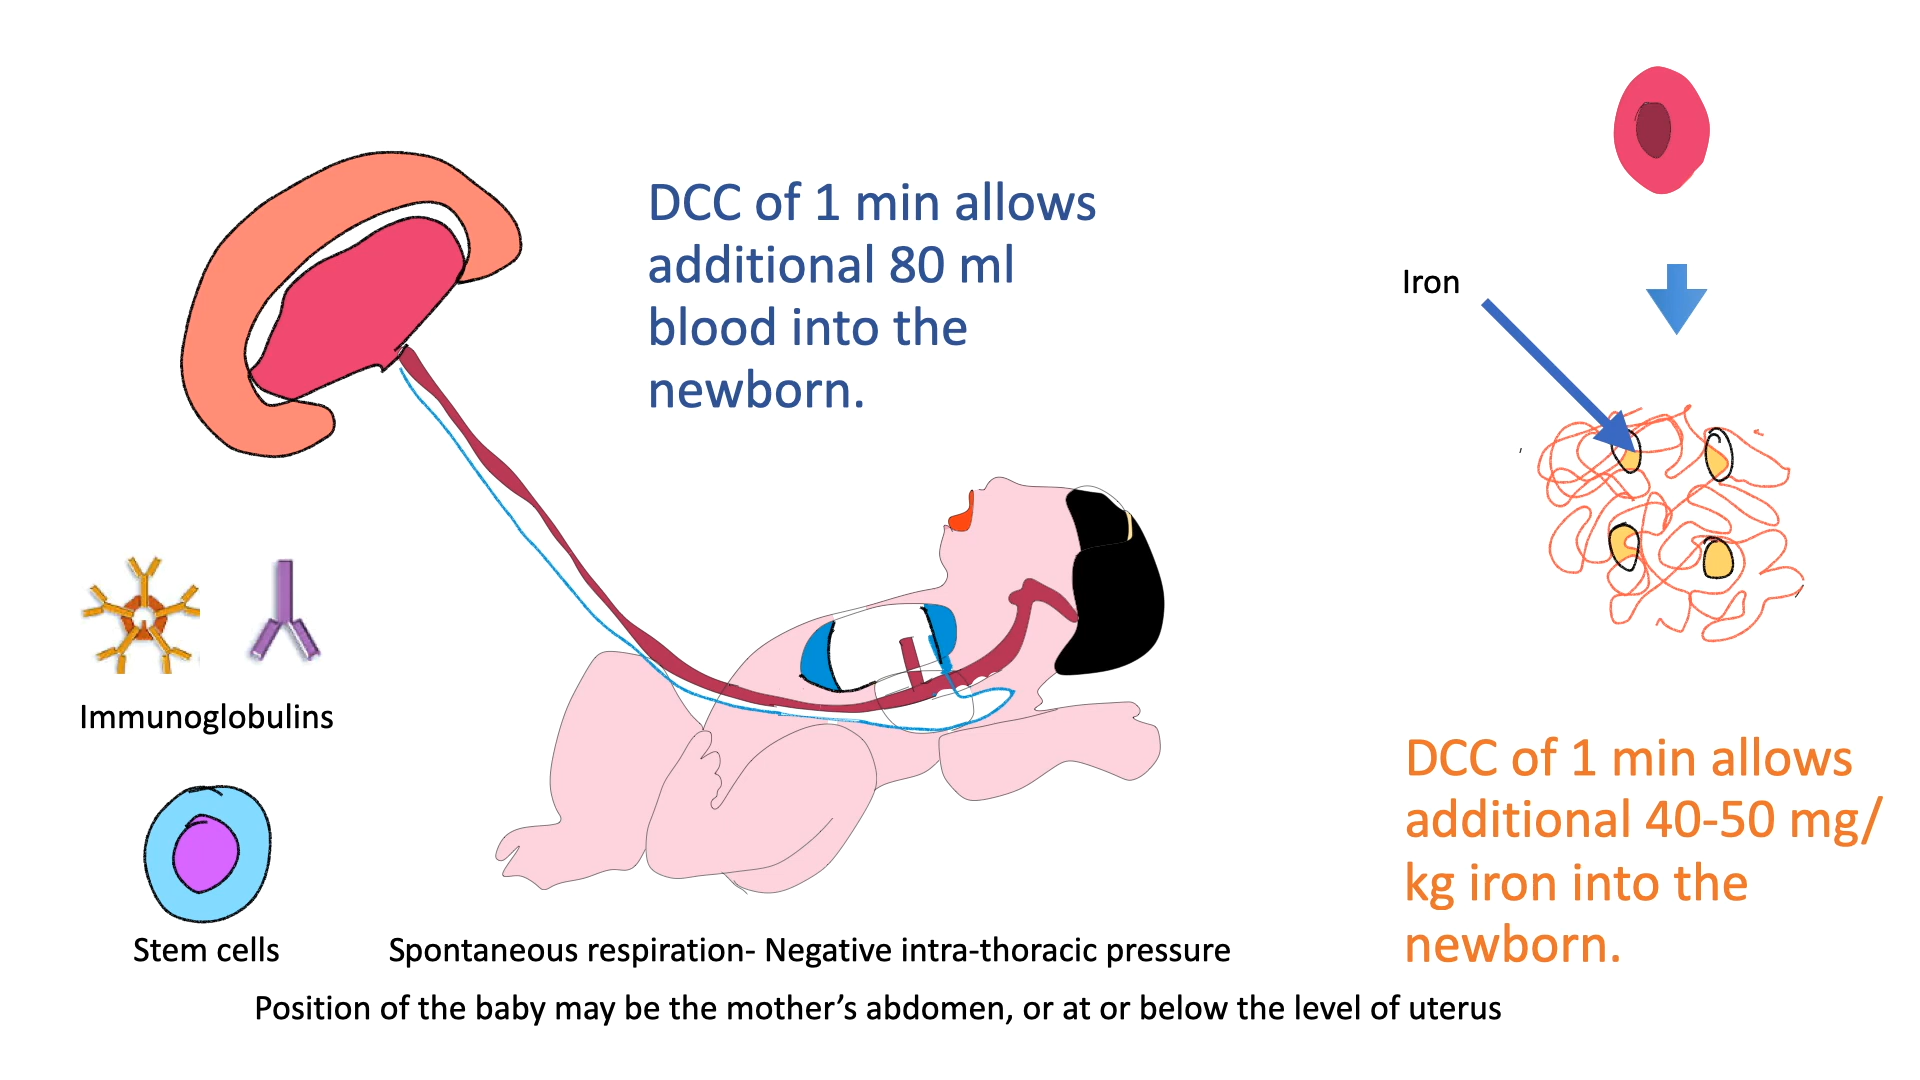 DCC of 1 min allows
additional 80 ml
blood into the
newborn.
Iron
Immunoglobulins
Stem cells
DCC of 1 min allows
additional 40-50 mg/
kg iron into the
newborn.
Spontaneous respiration- Negative intra-thoracic pressure
Position of the baby may be the mother’s abdomen, or at or below the level of uterus